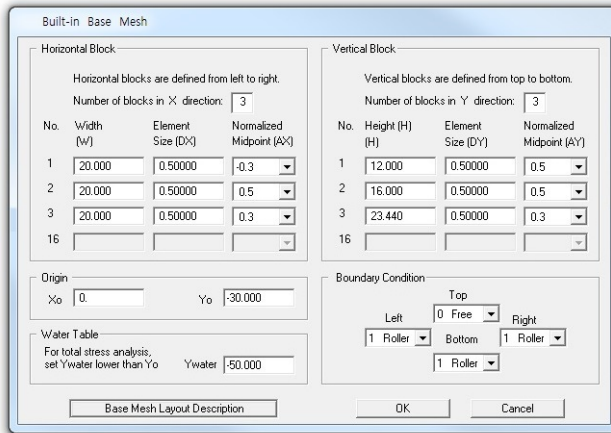 Built-in Base Mesh
Horizontal Block
Horizontal blocks are defined from left to right.
Number of blocks in X direction: 3
No. Width (W) Element Size (DX) Normalized Midpoint (AX)
1 20.000 0.50000 -0.3
2 20.000 0.50000 0.5
3 20.000 0.50000 0.3
16
Vertical Block
Vertical blocks are defined from top to bottom.
Number of blocks in Y direction: 3
No. Height (H) (H) Element Size (DY) Normalized Midpoint (AY)
1 12.000 0.50000 0.5
2 16.000 0.50000 0.5
3 23.440 0.50000 0.3
16
Origin
Xo 0. Yo -30.000
Water Table
For total stress analysis,
set Ywater lower than Yo Ywater -50.000
Boundary Condition
Top
0 Free
Left
1 Roller
Right
1 Roller
Bottom
1 Roller
Base Mesh Layout Description
OK
Cancel